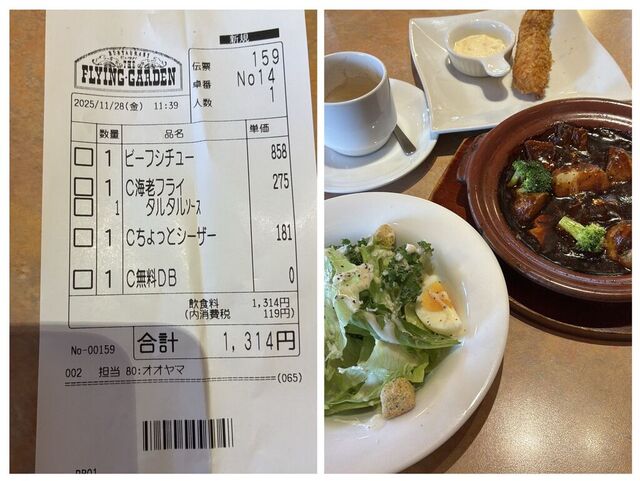 新規
RESTAURANT
FLYING-GARDEN
伝票 159
卓番 No14
人数 1
2025/11/28(金) 11:39
数量 品名 単価
1 ビーフシチュー 858
1 C海老フライ 275
1 タルタルソース
1 Cちょっとシーザー 181
1 C無料DB 0
飲食料 1,314円
(内消費税 119円)
No-00159 合計 1,314円
002 担当 80:オオヤマ
(065)